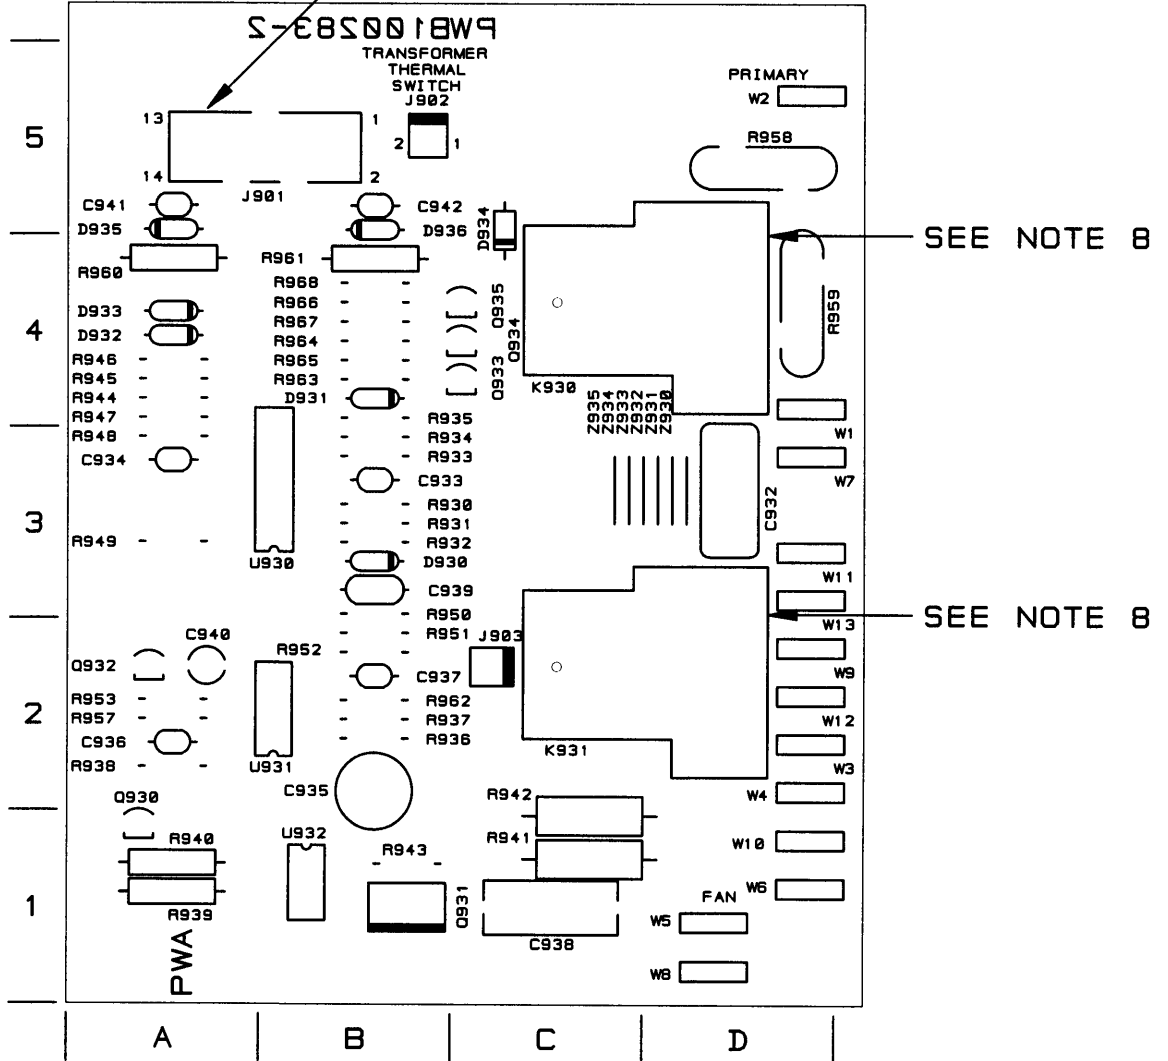 PWB100283-2
TRANSFORMER
THERMAL
SWITCH
J902
PRIMARY
W2
5
13
1
2
1
R958
14
2
J901
C941
C942
D934
D935
D936
SEE NOTE 8
R960
R961
R968
R966
Q935
D933
R967
R959
4
D932
R964
Q934
R946
R965
Q933
R945
R963
K930
R944
D931
Z935
Z934
Z933
Z932
Z931
Z930
R947
R935
R948
R934
W1
C934
R933
C933
W7
R930
C932
3
R931
R949
R932
U930
D930
W11
C939
R950
SEE NOTE 8
C940
R951
J903
W13
Q932
R952
C937
W9
R953
R962
2
R957
R937
W12
C936
R936
K931
R938
U931
W3
C935
R942
W4
Q930
U932
R940
R943
R941
W10
1
Q931
FAN
W6
R939
W5
C938
PWA
W8
A
B
C
D